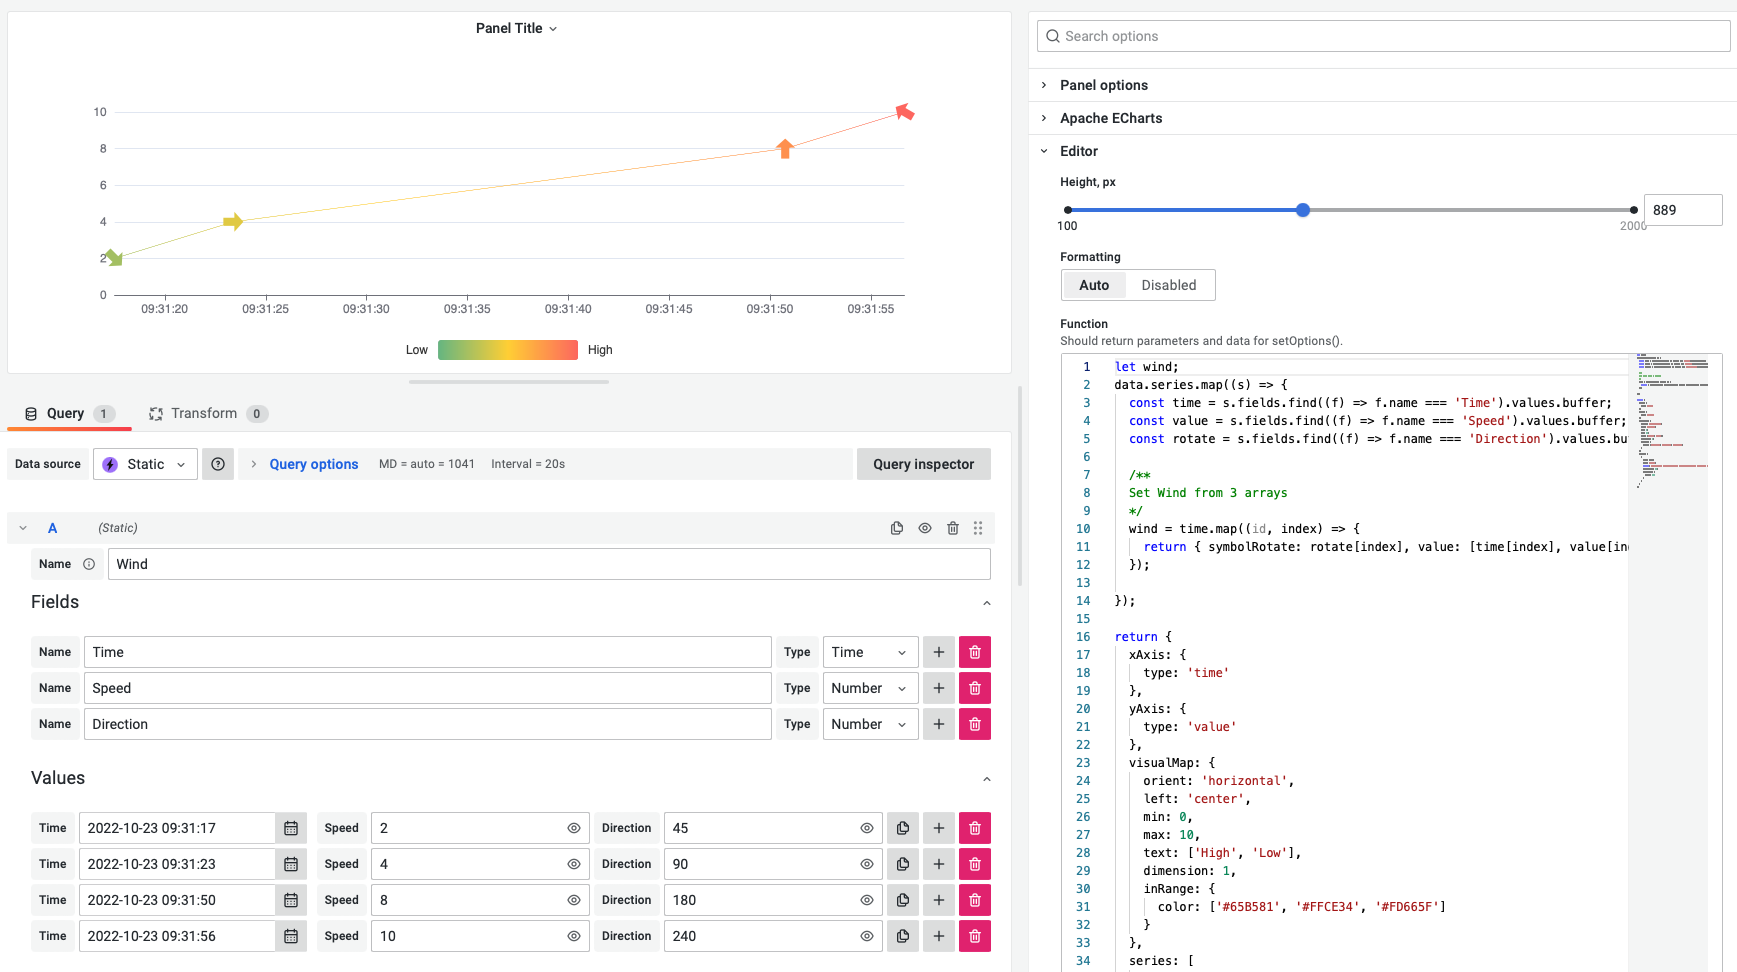 Panel Title
10
8
6
4
2
0
09:31:20 09:31:25 09:31:30 09:31:35 09:31:40 09:31:45 09:31:50 09:31:55
Low High
Query 1 Transform 0
Data source Static Query options MD = auto = 1041 Interval = 20s Query inspector
A (Static)
Name Wind
Fields
Name Time Type Time
Name Speed Type Number
Name Direction Type Number
Values
Time 2022-10-23 09:31:17 Speed 2 Direction 45
Time 2022-10-23 09:31:23 Speed 4 Direction 90
Time 2022-10-23 09:31:50 Speed 8 Direction 180
Time 2022-10-23 09:31:56 Speed 10 Direction 240
Search options
Panel options
Apache ECharts
Editor
Height, px
889
100 2000
Formatting
Auto Disabled
Function
Should return parameters and data for setOptions().
1 let wind;
2 data.series.map((s) => {
3 const time = s.fields.find((f) => f.name === 'Time').values.buffer;
4 const value = s.fields.find((f) => f.name === 'Speed').values.buffer;
5 const rotate = s.fields.find((f) => f.name === 'Direction').values.bu
6
7 /**
8 Set Wind from 3 arrays
9 */
10 wind = time.map((id, index) => {
11 return { symbolRotate: rotate[index], value: [time[index], value[in
12 });
13
14 });
15
16 return {
17 xAxis: {
18 type: 'time'
19 },
20 yAxis: {
21 type: 'value'
22 },
23 visualMap: {
24 orient: 'horizontal',
25 left: 'center',
26 min: 0,
27 max: 10,
28 text: ['High', 'Low'],
29 dimension: 1,
30 inRange: {
31 color: ['#65B581', '#FFCE34', '#FD665F']
32 }
33 },
34 series: [